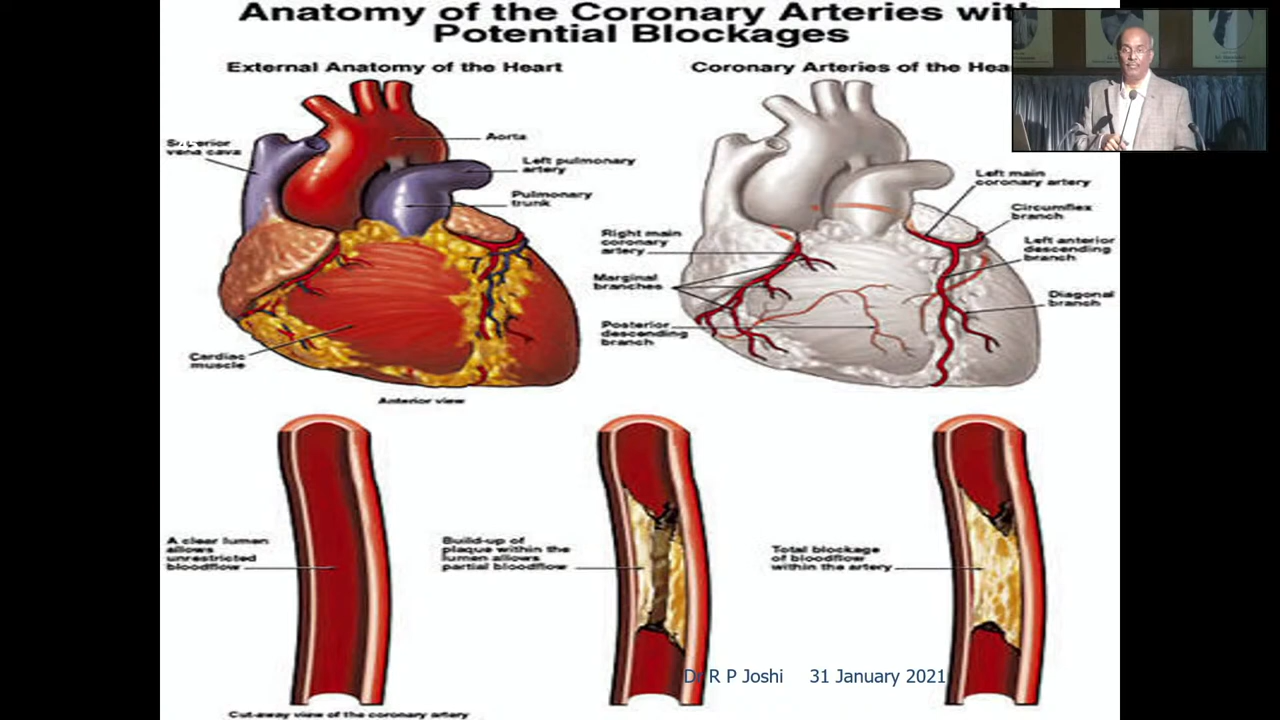 Anatomy of the Coronary Arteries with
Potential Blockages
External Anatomy of the Heart
Superior
vena cava
Aorta
Left pulmonary
artery
Pulmonary
trunk
Cardiac
muscle
Anterior view
Coronary Arteries of the Hea
Left main
coronary artery
Circumflex
branch
Right main
coronary
artery
Left anterior
descending
branch
Marginal
branches
Diagonal
branch
Posterior
descending
branch
A clear lumen
allows
unrestricted
bloodflow
Build-up of
plaque within the
lumen allows
partial bloodflow
Total blockage
of bloodflow
within the artery
Dr R P Joshi 31 January 2021
Cut-away view of the coronary artery